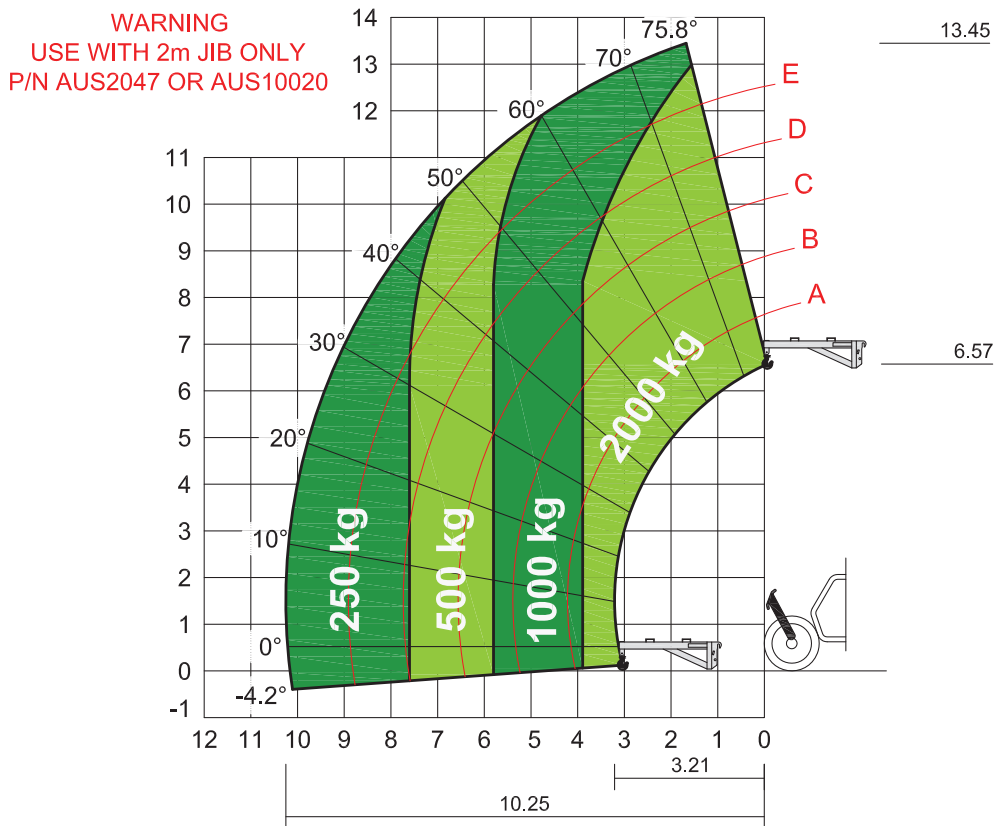 WARNING
USE WITH 2m JIB ONLY
P/N AUS2047 OR AUS10020
14
13
12
11
10
9
8
7
6
5
4
3
2
1
0
-1
12 11 10 9 8 7 6 5 4 3 2 1 0
75.8°
70°
60°
50°
40°
30°
20°
10°
0°
-4.2°
E
D
C
B
A
250 kg
500 kg
1000 kg
2000 kg
13.45
6.57
3.21
10.25